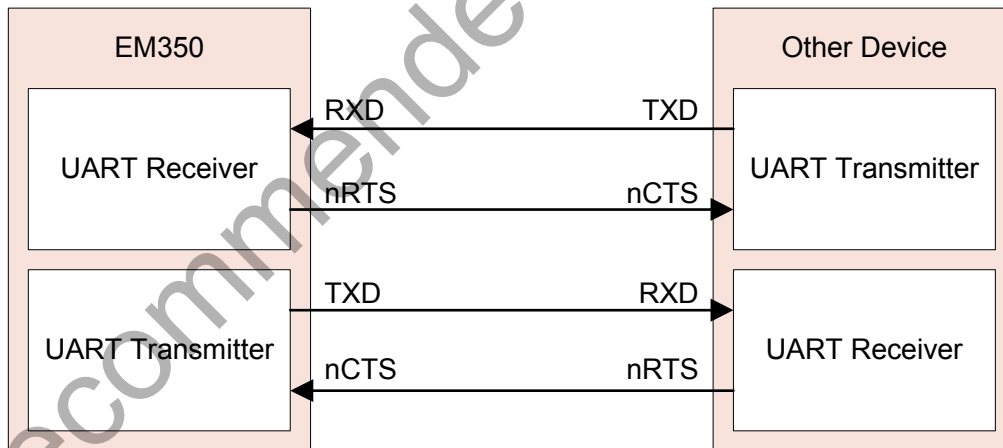 EM350
Other Device
RXD
TXD
UART Receiver
UART Transmitter
nRTS
nCTS
TXD
RXD
UART Transmitter
UART Receiver
nCTS
nRTS
ecommende